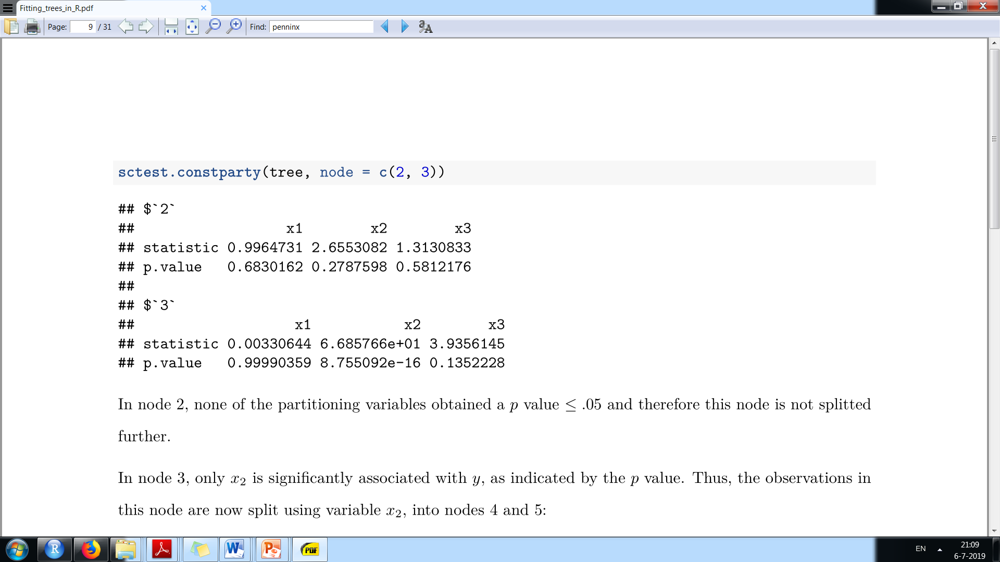 Fitting_trees_in_R.pdf
Page: 9 / 31 Find: penninx
sctest.constparty(tree, node = c(2, 3))
## $`2`
## x1 x2 x3
## statistic 0.9964731 2.6553082 1.3130833
## p.value 0.6830162 0.2787598 0.5812176
##
## $`3`
## x1 x2 x3
## statistic 0.00330644 6.685766e+01 3.9356145
## p.value 0.99990359 8.755092e-16 0.1352228
In node 2, none of the partitioning variables obtained a p value ≤ .05 and therefore this node is not splitted
further.
In node 3, only x₂ is significantly associated with y, as indicated by the p value. Thus, the observations in
this node are now split using variable x₂, into nodes 4 and 5:
EN
21:09
6-7-2019